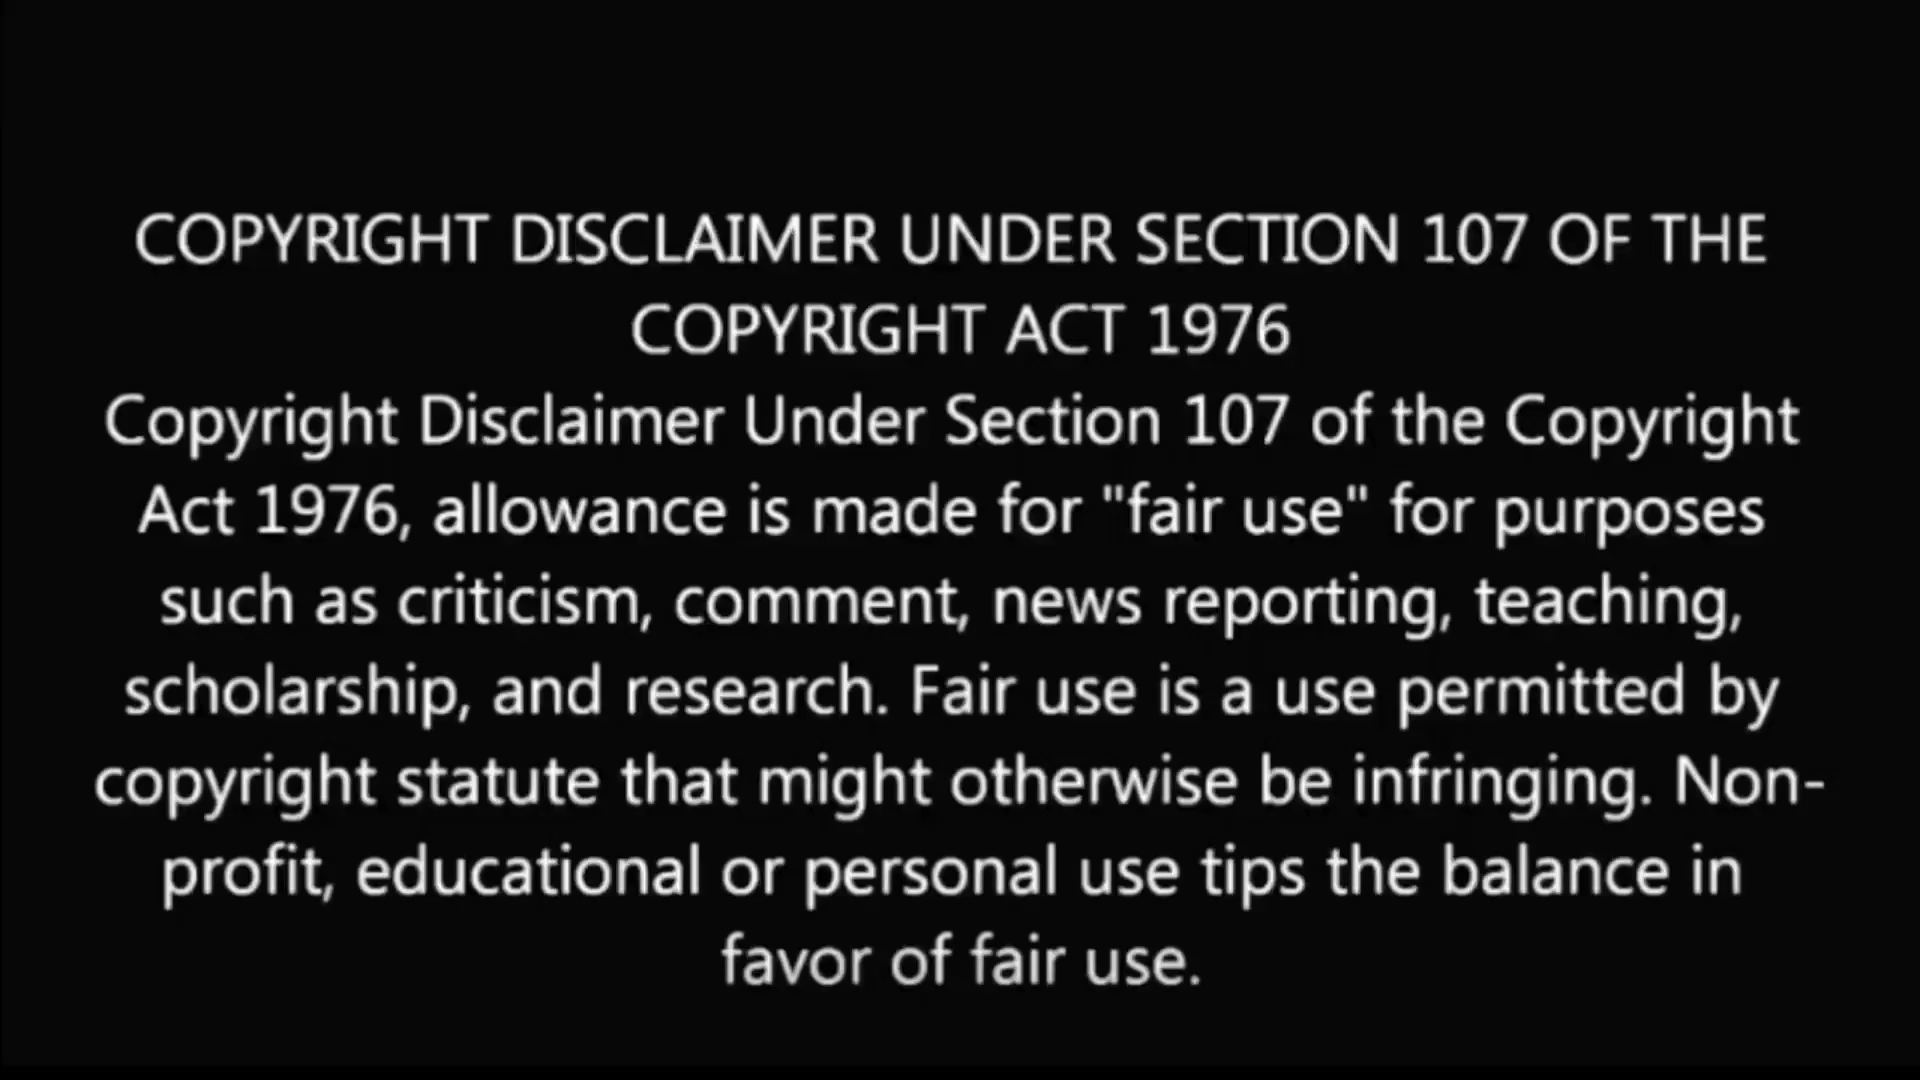 COPYRIGHT DISCLAIMER UNDER SECTION 107 OF THE
COPYRIGHT ACT 1976
Copyright Disclaimer Under Section 107 of the Copyright
Act 1976, allowance is made for "fair use" for purposes
such as criticism, comment, news reporting, teaching,
scholarship, and research. Fair use is a use permitted by
copyright statute that might otherwise be infringing. Non-
profit, educational or personal use tips the balance in
favor of fair use.